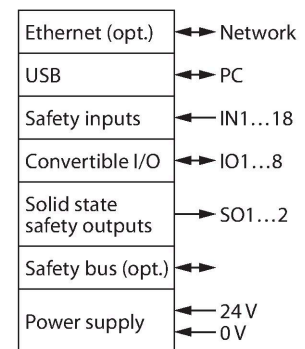 Ethernet (opt.) Network
USB PC
Safety inputs IN1…18
Convertible I/O IO1…8
Solid state
safety outputs SO1…2
Safety bus (opt.)
Power supply 24 V
0 V